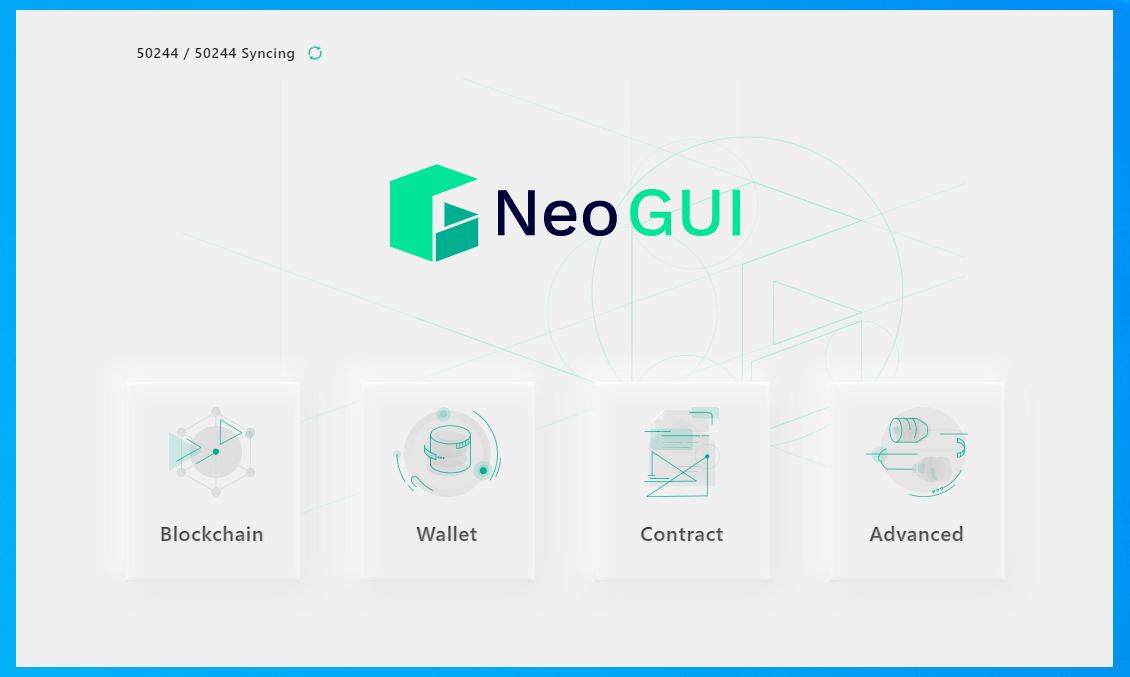 50244 / 50244 Syncing
Neo GUI
Blockchain
Wallet
Contract
Advanced